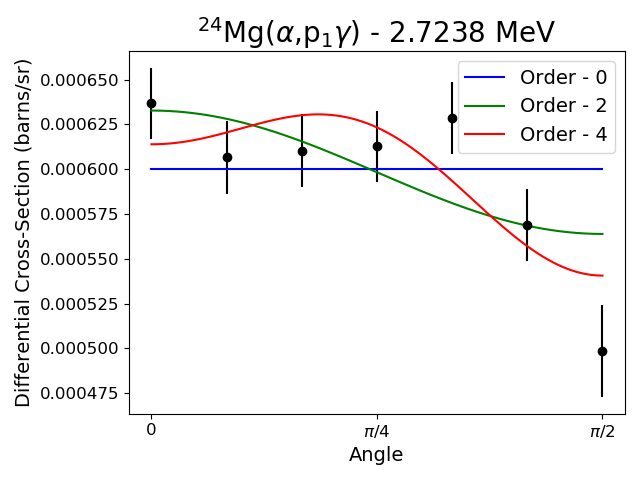 ²⁴Mg(α,p₁γ) - 2.7238 MeV
Differential Cross-Section (barns/sr)
0.000650
0.000625
0.000600
0.000575
0.000550
0.000525
0.000500
0.000475
Order - 0
Order - 2
Order - 4
0
π/4
π/2
Angle